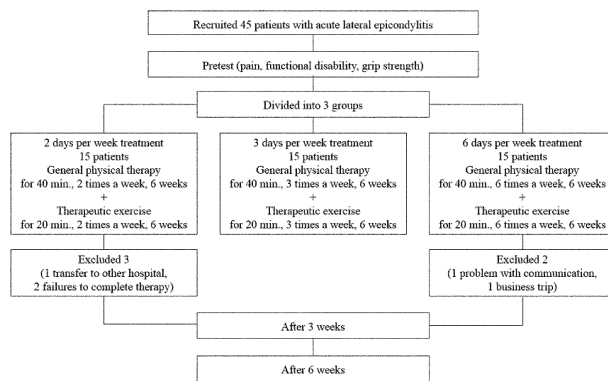 Recruited 45 patients with acute lateral epicondylitis
Pretest (pain, functional disability, grip strength)
Divided into 3 groups
2 days per week treatment
15 patients
General physical therapy
for 40 min., 2 times a week, 6 weeks
+
Therapeutic exercise
for 20 min., 2 times a week, 6 weeks
3 days per week treatment
15 patients
General physical therapy
for 40 min., 3 times a week, 6 weeks
+
Therapeutic exercise
for 20 min., 3 times a week, 6 weeks
6 days per week treatment
15 patients
General physical therapy
for 40 min., 6 times a week, 6 weeks
+
Therapeutic exercise
for 20 min., 6 times a week, 6 weeks
Excluded 3
(1 transfer to other hospital,
2 failures to complete therapy)
Excluded 2
(1 problem with communication,
1 business trip)
After 3 weeks
After 6 weeks